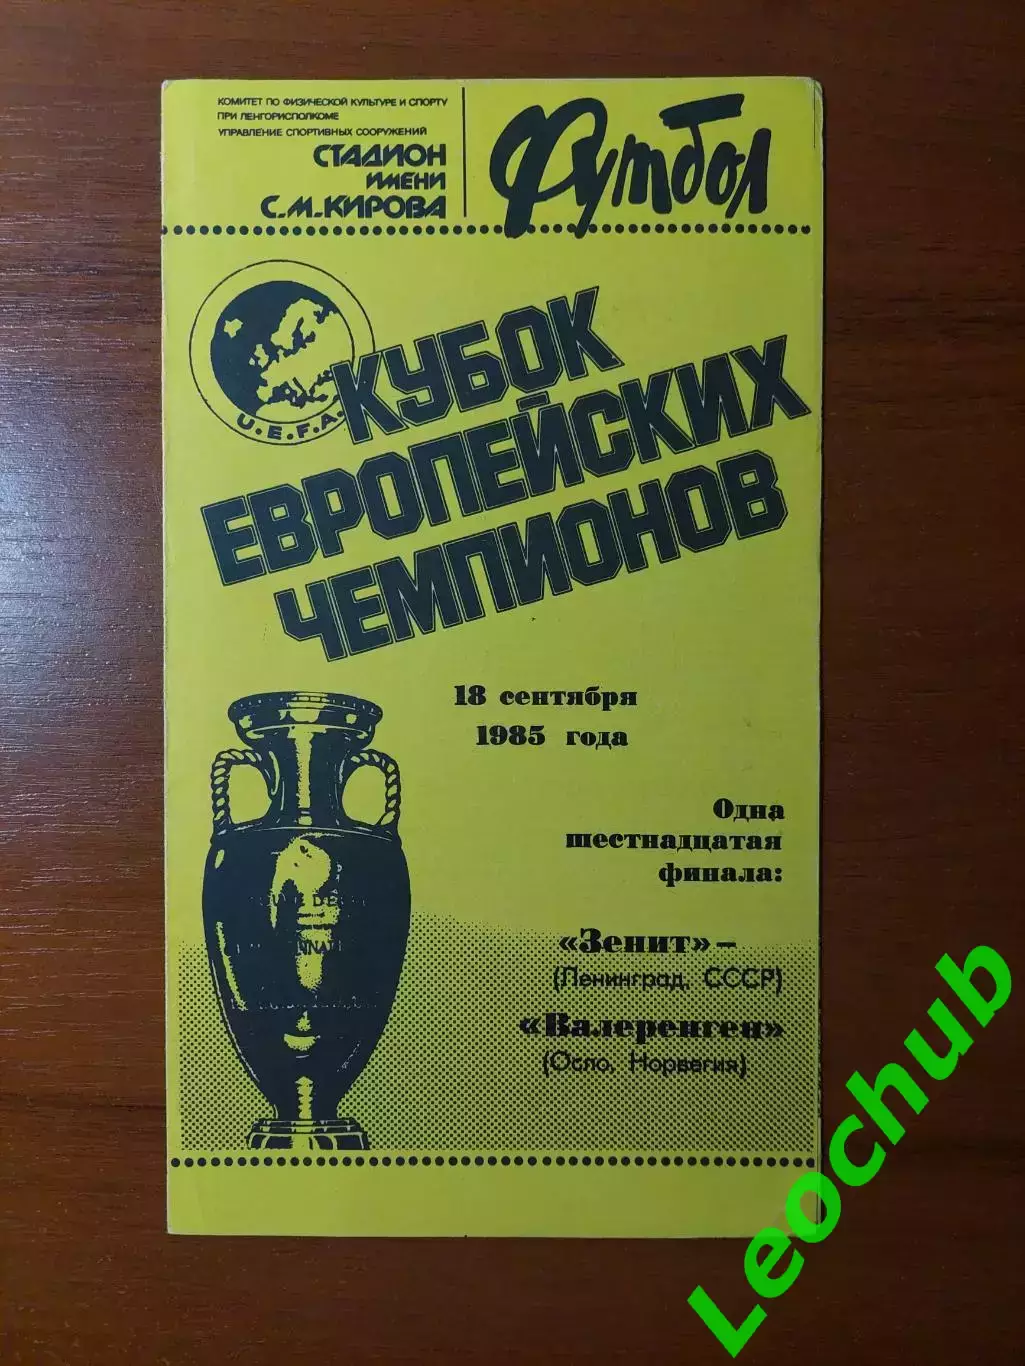 КОМИТЕТ ПО ФИЗИЧЕСКОЙ КУЛЬТУРЕ И СПОРТУ
ПРИ ЛЕНГОРИСПОЛКОМЕ
УПРАВЛЕНИЕ СПОРТИВНЫХ СООРУЖЕНИЙ
СТАДИОН
ИМЕНИ
С.М.КИРОВА
Футбол
U.E.F.A.
КУБОК
ЕВРОПЕЙСКИХ
ЧЕМПИОНОВ
18 сентября
1985 года
Одна
шестнадцатая
финала:
«Зенит» –
(Ленинград, СССР)
«Валеренген»
(Осло, Норвегия)
Leochub